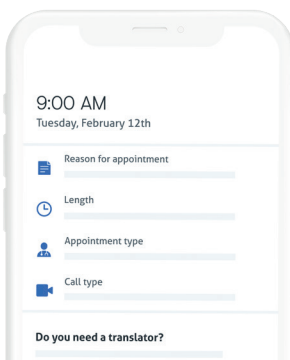 9:00 AM
Tuesday, February 12th
Reason for appointment
Length
Appointment type
Call type
Do you need a translator?